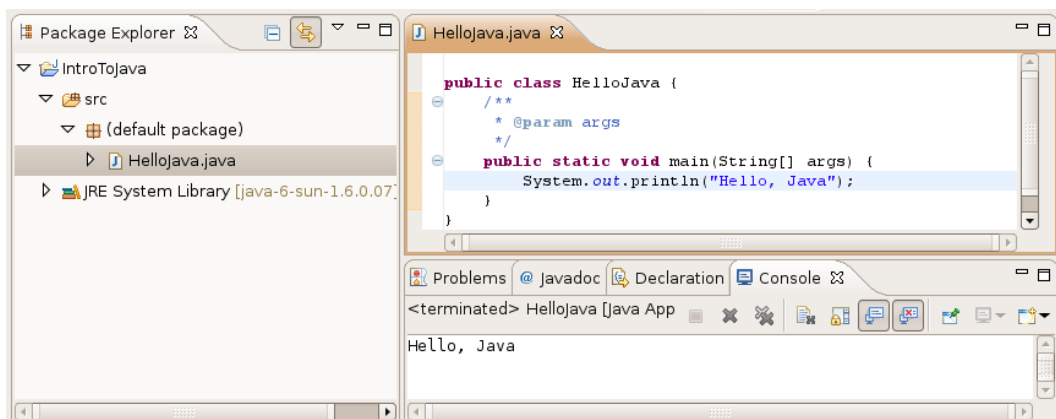 Package Explorer
IntroToJava
src
(default package)
HelloJava.java
JRE System Library [java-6-sun-1.6.0.07]
HelloJava.java
public class HelloJava {
/**
* @param args
*/
public static void main(String[] args) {
System.out.println("Hello, Java");
}
}
Problems @ Javadoc Declaration Console
<terminated> HelloJava [Java App
Hello, Java